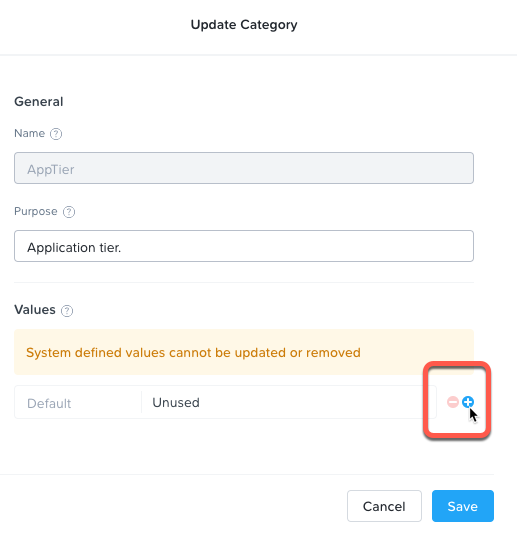 Update Category
General
Name ?
AppTier
Purpose ?
Application tier.
Values ?
System defined values cannot be updated or removed
Default Unused
Cancel Save